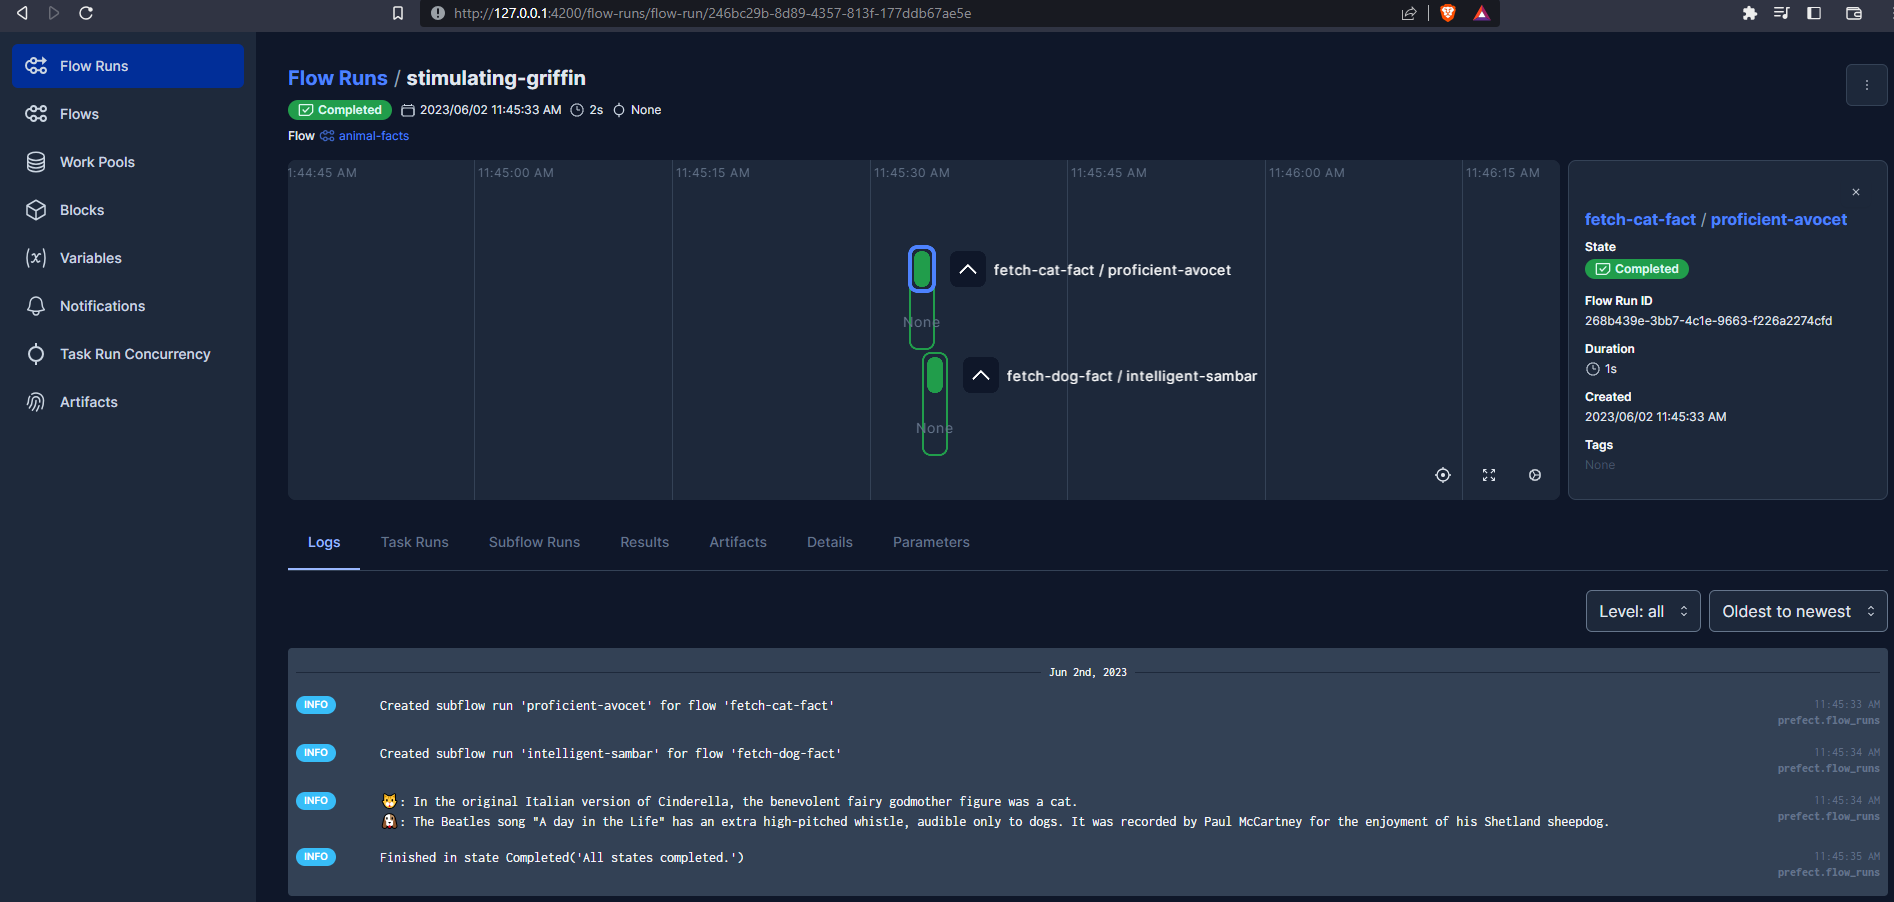 http://127.0.0.1:4200/flow-runs/flow-run/246bc29b-8d89-4357-813f-177ddb67ae5e
Flow Runs
Flows
Work Pools
Blocks
Variables
Notifications
Task Run Concurrency
Artifacts
Flow Runs / stimulating-griffin
Completed 2023/06/02 11:45:33 AM 2s None
Flow animal-facts
1:44:45 AM 11:45:00 AM 11:45:15 AM 11:45:30 AM 11:45:45 AM 11:46:00 AM 11:46:15 AM
fetch-cat-fact / proficient-avocet
None
fetch-dog-fact / intelligent-sambar
None
fetch-cat-fact / proficient-avocet
State
Completed
Flow Run ID
268b439e-3bb7-4c1e-9663-f226a2274cfd
Duration
1s
Created
2023/06/02 11:45:33 AM
Tags
None
Logs Task Runs Subflow Runs Results Artifacts Details Parameters
Level: all Oldest to newest
Jun 2nd, 2023
INFO Created subflow run 'proficient-avocet' for flow 'fetch-cat-fact' 11:45:33 AM
prefect.flow_runs
INFO Created subflow run 'intelligent-sambar' for flow 'fetch-dog-fact' 11:45:34 AM
prefect.flow_runs
INFO 🐱: In the original Italian version of Cinderella, the benevolent fairy godmother figure was a cat. 11:45:34 AM
prefect.flow_runs
🐶: The Beatles song "A day in the Life" has an extra high-pitched whistle, audible only to dogs. It was recorded by Paul McCartney for the enjoyment of his Shetland sheepdog.
INFO Finished in state Completed('All states completed.') 11:45:35 AM
prefect.flow_runs